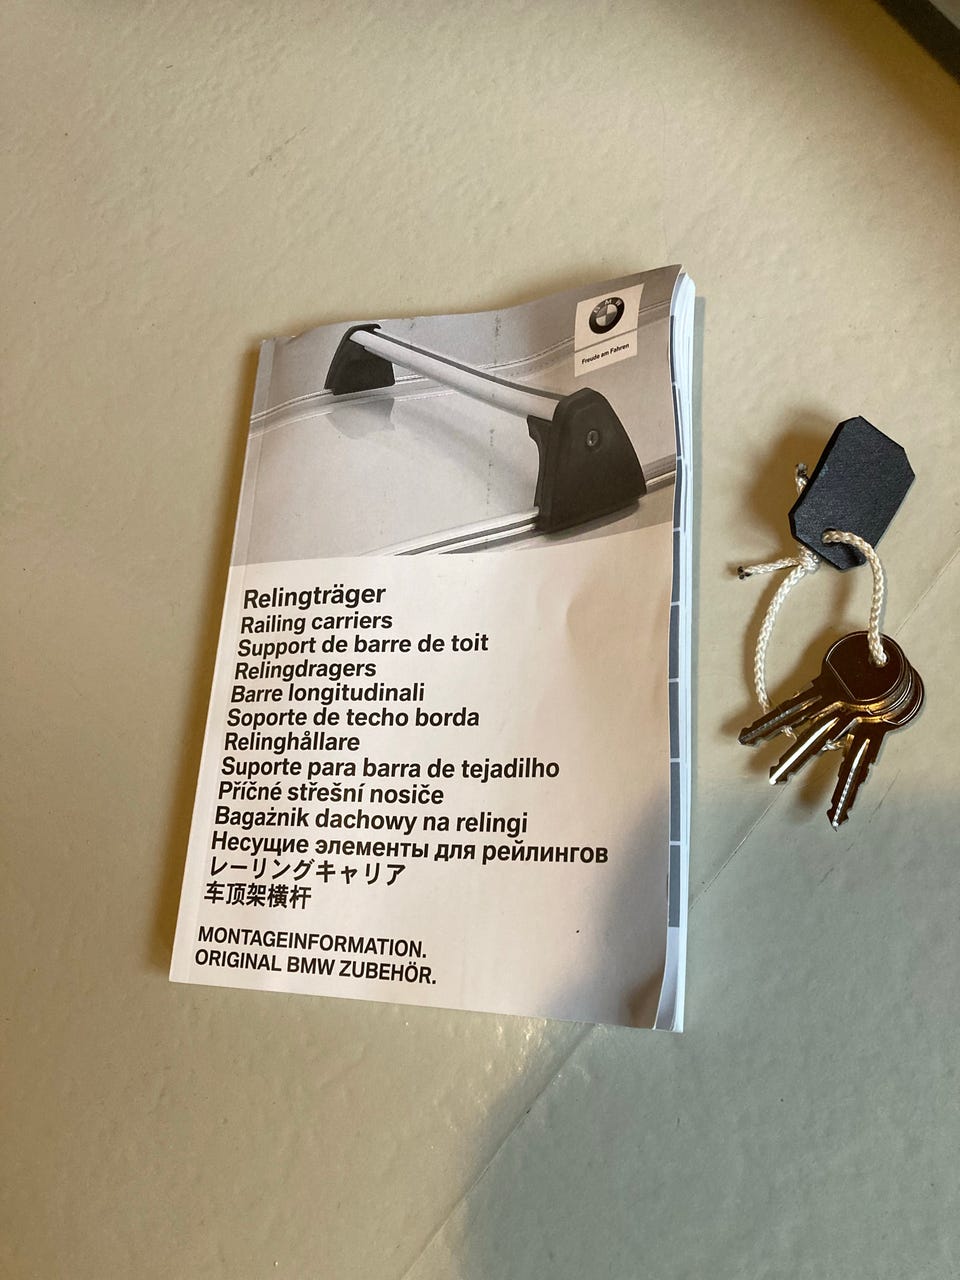 BMW
Freude am Fahren
Relingträger
Railing carriers
Support de barre de toit
Relingdragers
Barre longitudinali
Soporte de techo borda
Relinghållare
Suporte para barra de tejadilho
Příčné střešní nosiče
Bagażnik dachowy na relingi
Несущие элементы для рейлингов
レーリングキャリア
车顶架横杆
MONTAGEINFORMATION.
ORIGINAL BMW ZUBEHÖR.